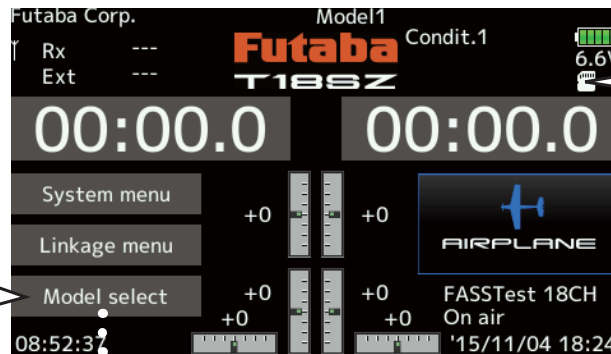 Futaba Corp.
Model1
Condit.1
Rx ---
Ext ---
Futaba
T18SZ
6.6V
00:00.0
00:00.0
System menu
Linkage menu
Model select
+0
+0
+0
+0
+0
+0
AIRPLANE
FASSTest 18CH
On air
08:52:37
'15/11/04 18:24